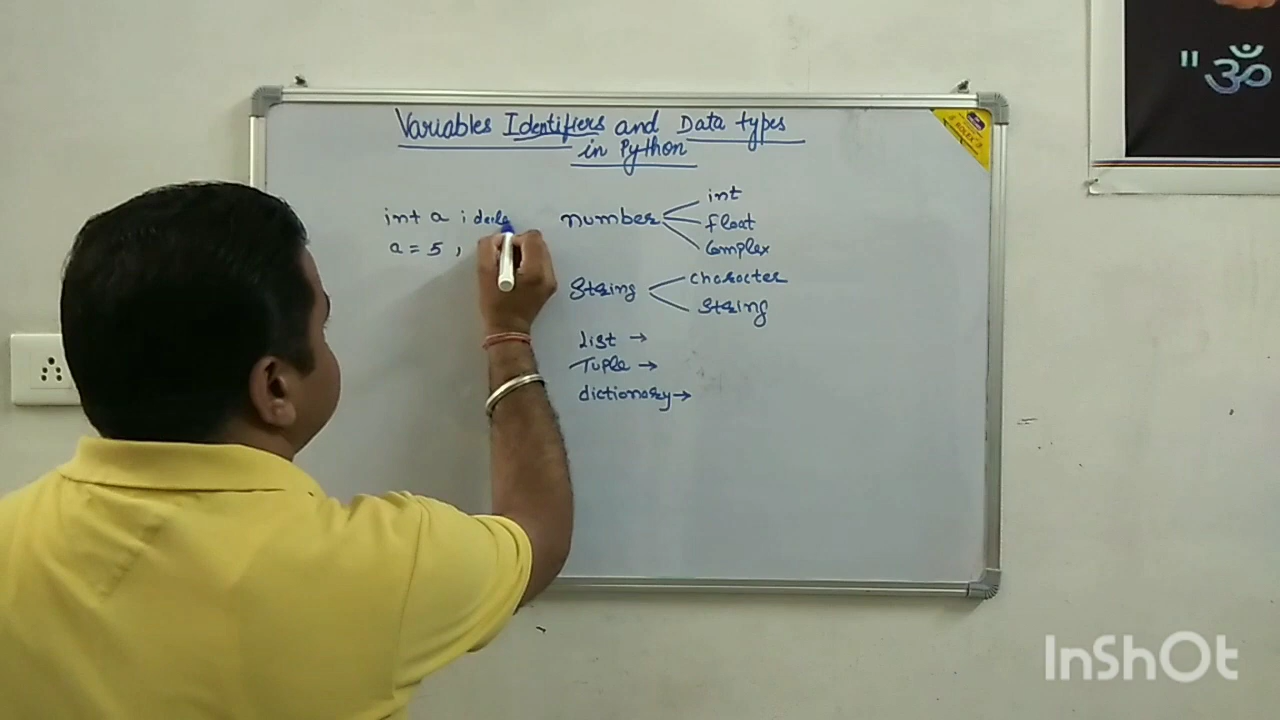 Variables Identifiers and Data types
in Python
int a ; decla
a = 5 ;
number
int
float
Complex
String
character
String
List →
Tuple →
dictionary →
ROLEX
" ॐ
InShOt